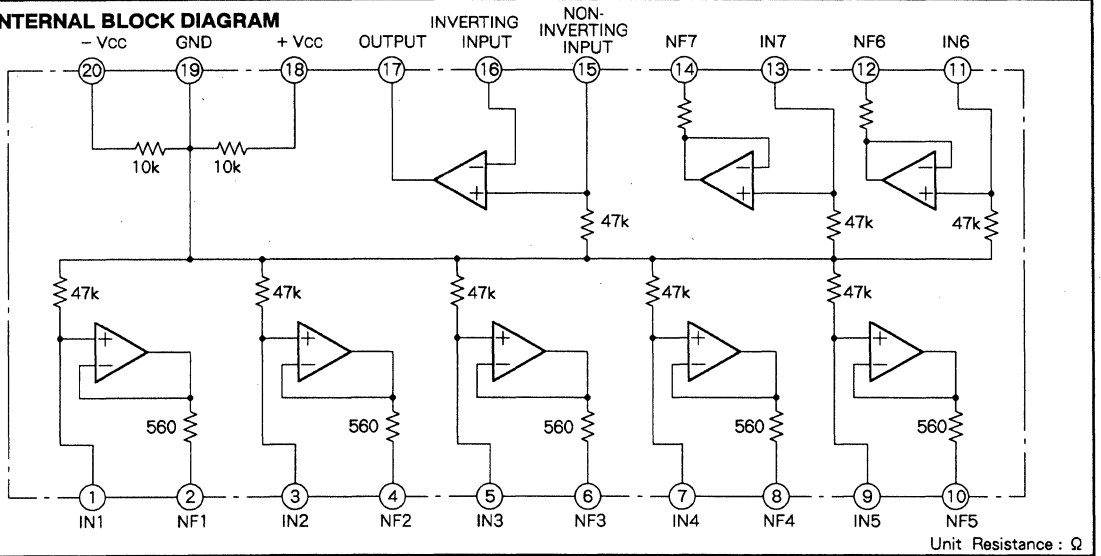 NTERNAL BLOCK DIAGRAM
− Vcc GND + Vcc OUTPUT INVERTING INPUT NON-INVERTING INPUT NF7 IN7 NF6 IN6
20 19 18 17 16 15 14 13 12 11
10k 10k
− + − + − +
47k 47k 47k
47k 47k 47k 47k 47k
+ − + − + − + − + −
560 560 560 560 560
1 2 3 4 5 6 7 8 9 10
IN1 NF1 IN2 NF2 IN3 NF3 IN4 NF4 IN5 NF5
Unit Resistance : Ω